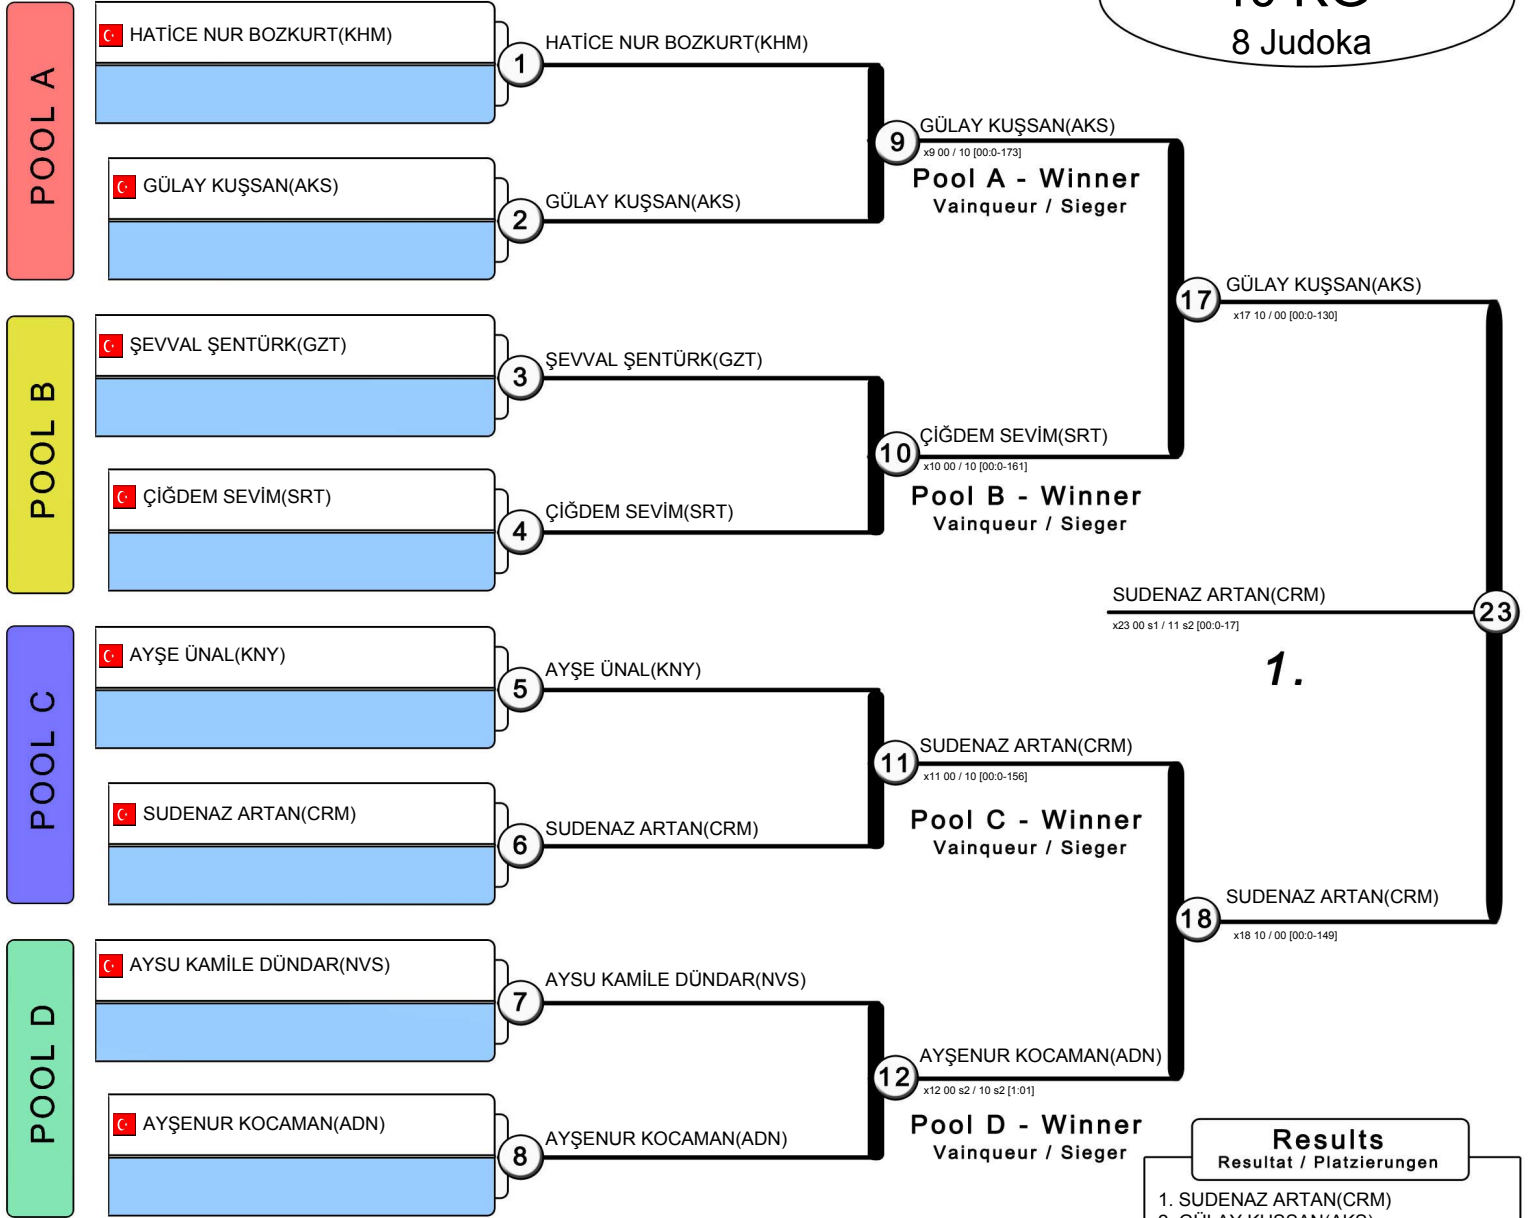 8 Judoka
POOL A
HATİCE NUR BOZKURT(KHM)
1
HATİCE NUR BOZKURT(KHM)
GÜLAY KUŞSAN(AKS)
2
GÜLAY KUŞSAN(AKS)
9
GÜLAY KUŞSAN(AKS)
x9 00 / 10 [00:0-173]
Pool A - Winner
Vainqueur / Sieger
POOL B
ŞEVVAL ŞENTÜRK(GZT)
3
ŞEVVAL ŞENTÜRK(GZT)
ÇİĞDEM SEVİM(SRT)
4
ÇİĞDEM SEVİM(SRT)
10
ÇİĞDEM SEVİM(SRT)
x10 00 / 10 [00:0-161]
Pool B - Winner
Vainqueur / Sieger
17
GÜLAY KUŞSAN(AKS)
x17 10 / 00 [00:0-130]
SUDENAZ ARTAN(CRM)
23
x23 00 s1 / 11 s2 [00:0-17]
1.
POOL C
AYŞE ÜNAL(KNY)
5
AYŞE ÜNAL(KNY)
SUDENAZ ARTAN(CRM)
6
SUDENAZ ARTAN(CRM)
11
SUDENAZ ARTAN(CRM)
x11 00 / 10 [00:0-156]
Pool C - Winner
Vainqueur / Sieger
18
SUDENAZ ARTAN(CRM)
x18 10 / 00 [00:0-149]
POOL D
AYSU KAMİLE DÜNDAR(NVS)
7
AYSU KAMİLE DÜNDAR(NVS)
AYŞENUR KOCAMAN(ADN)
8
AYŞENUR KOCAMAN(ADN)
12
AYŞENUR KOCAMAN(ADN)
x12 00 s2 / 10 s2 [1:01]
Pool D - Winner
Vainqueur / Sieger
Results
Resultat / Platzierungen
1. SUDENAZ ARTAN(CRM)
2. GÜLAY KUŞSAN(AKS)